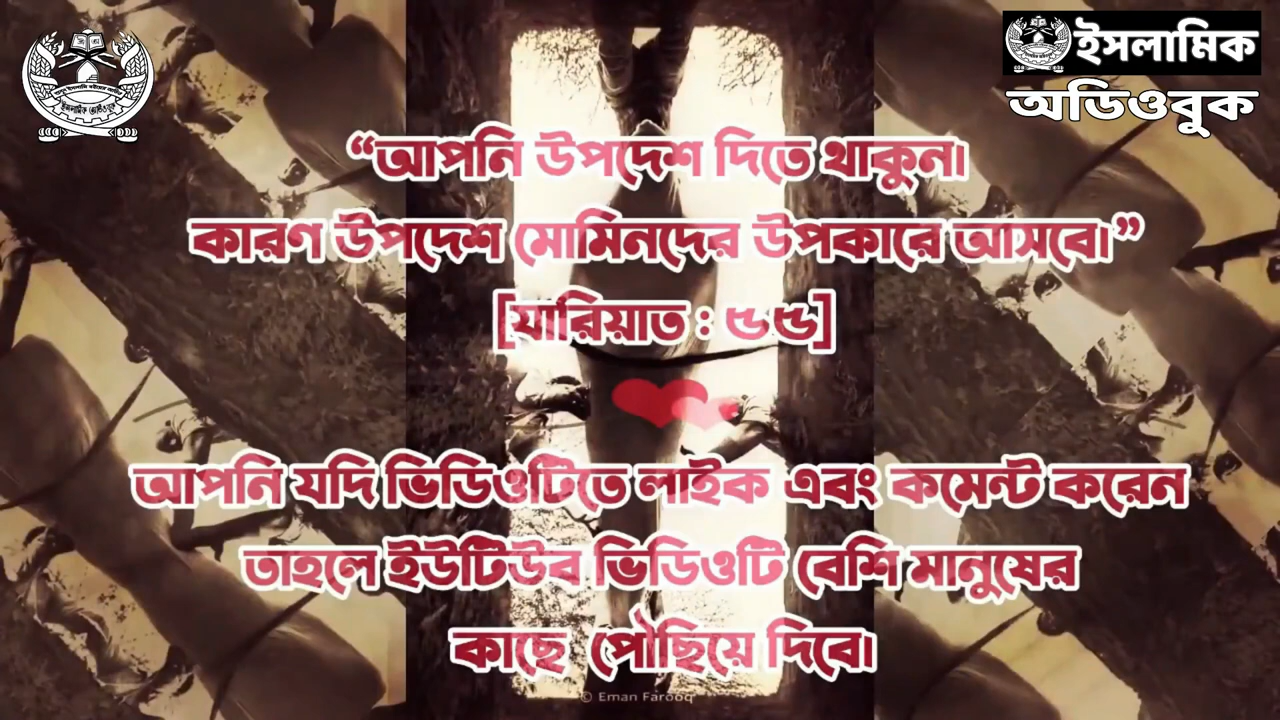 ইসলামিক
অডিওবুক
“আপনি উপদেশ দিতে থাকুন।
কারণ উপদেশ মোমিনদের উপকারে আসবে।”
[যারিয়াত : ৫৫]
আপনি যদি ভিডিওটিতে লাইক এবং কমেন্ট করেন
তাহলে ইউটিউব ভিডিওটি বেশি মানুষের
কাছে পৌছিয়ে দিবে।
© Eman Farooq